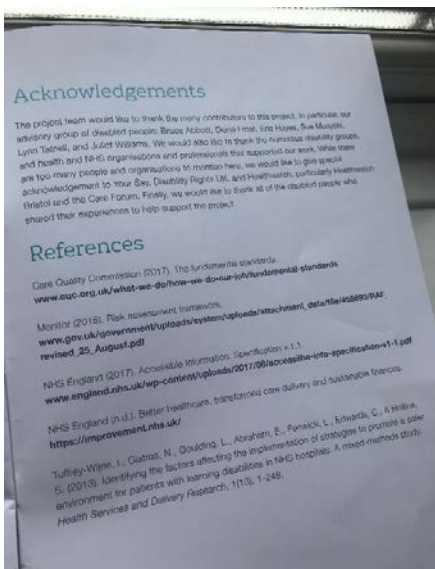 Acknowledgements
The project team would like to thank the many contributors to this project, in particular, our
advisory group of disabled people: Bruce Abbott, Diana Frost, Eric Hayes, Sue
Lynn Tatnell, and Juliet Williams. We would also like to thank the numerous disability groups,
and health and NHS organisations and professionals that supported our work. While there
are too many people and organisations to mention here, we would like to give special
acknowledgement to Your Say, Disability Rights UK, and Healthwatch, particularly Healthwatch
Bristol and the Care Forum. Finally, we would like to thank all of the disabled people who
shared their experiences to help support the project.
References
Care Quality Commission (2017). The fundamental standards.
www.cqc.org.uk/what-we-do/how-we-do-our-job/fundamental-standards
Monitor (2015). Risk assessment framework.
www.gov.uk/government/uploads/system/uploads/attachment_data/file/
revised_25_August.pdf
NHS England (2017). Accessible Information: Specification v.1.1.
www.england.nhs.uk/wp-content/uploads/2017/08/accessilbe-info-specification-v1-1.pdf
NHS England (n.d.). Better healthcare, transformed care delivery and sustainable finances.
https://improvement.nhs.uk/
Tuffrey-Wijne, I., Giatras, N., Goulding, L., Abraham, E., Fenwick, L., Edwards, C., & Hollins,
S. (2013). Identifying the factors affecting the implementation of strategies to promote a safer
environment for patients with learning disabilities in NHS hospitals: A mixed-methods study.
Health Services and Delivery Research, 1(13), 1-248.